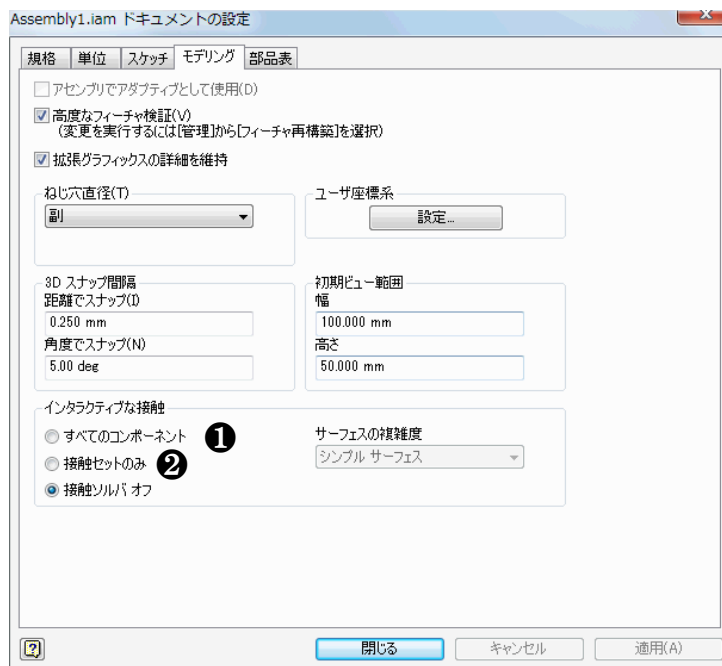 Assembly1.iam ドキュメントの設定
規格 単位 スケッチ モデリング 部品表
アセンブリでアダプティブとして使用(D)
高度なフィーチャ検証(V)
(変更を実行するには[管理]から[フィーチャ再構築]を選択)
拡張グラフィックスの詳細を維持
ねじ穴直径(T)
副
ユーザ座標系
設定...
3D スナップ間隔
距離でスナップ(I)
0.250 mm
角度でスナップ(N)
5.00 deg
初期ビュー範囲
幅
100.000 mm
高さ
50.000 mm
インタラクティブな接触
すべてのコンポーネント ❶
接触セットのみ ❷
接触ソルバ オフ
サーフェスの複雑度
シンプル サーフェス
閉じる キャンセル 適用(A)